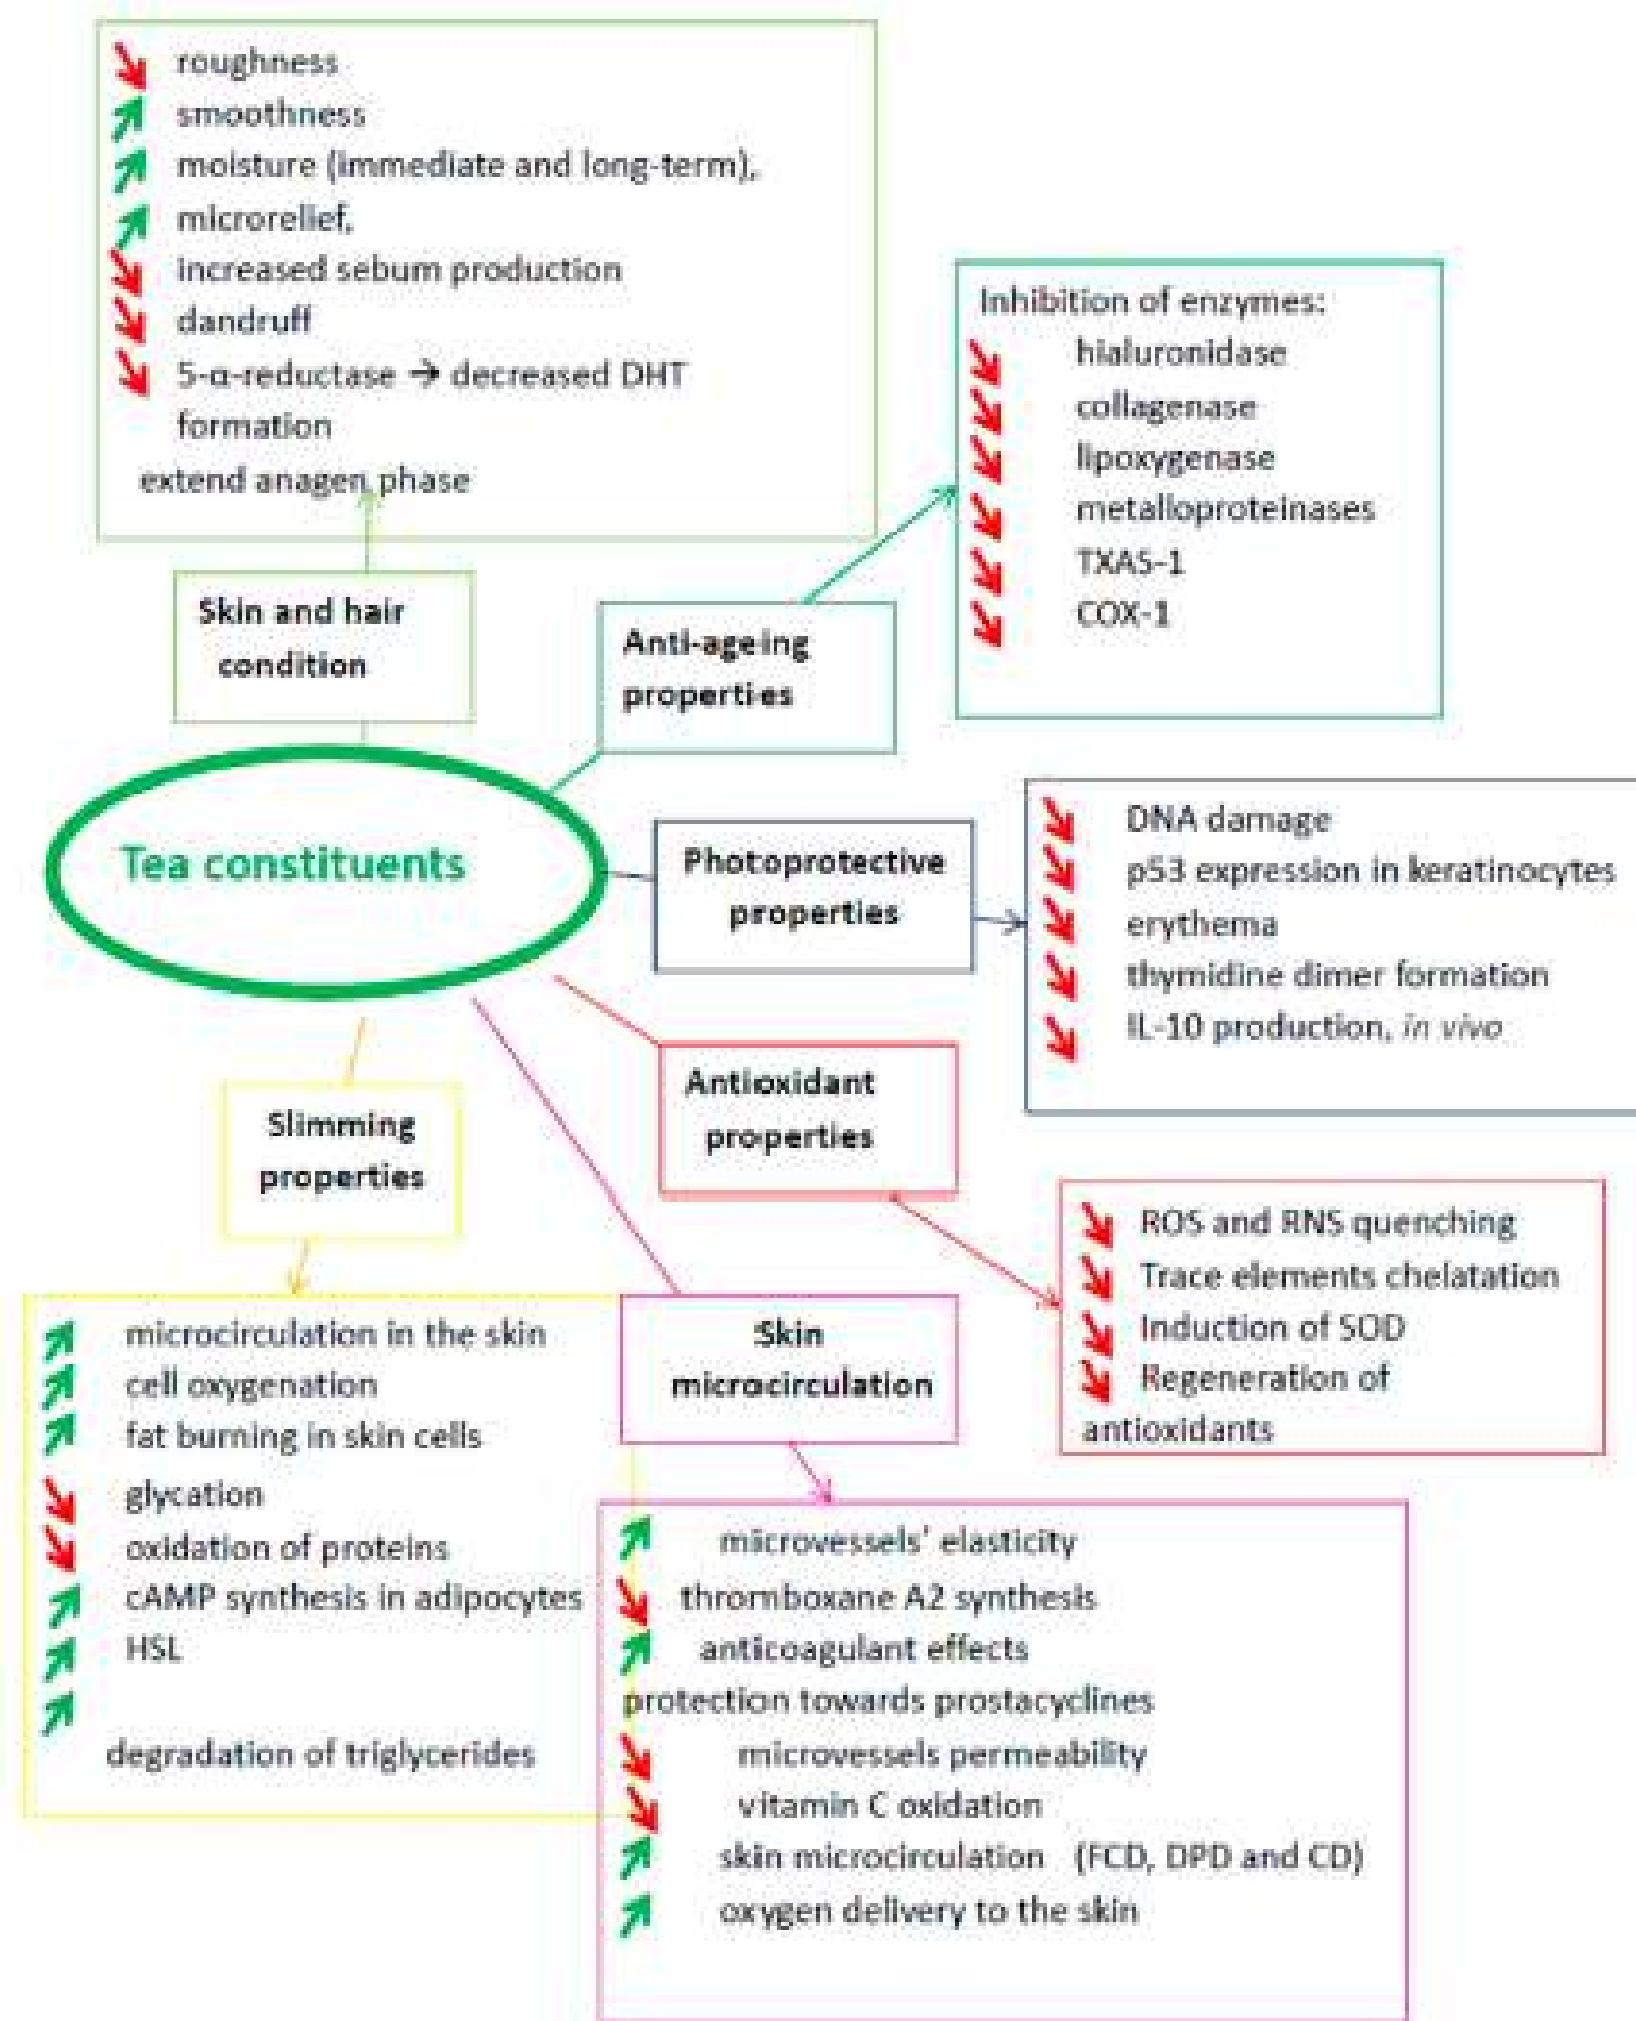 roughness
smoothness
moisture (immediate and long-term),
microrelief,
increased sebum production
dandruff
5-α-reductase → decreased DHT
formation
extend anagen phase
Skin and hair
condition
Anti-ageing
properties
Inhibition of enzymes:
hialuronidase
collagenase
lipoxygenase
metalloproteinases
TXAS-1
COX-1
Tea constituents
Photoprotective
properties
DNA damage
p53 expression in keratinocytes
erythema
thymidine dimer formation
IL-10 production, in vivo
Antioxidant
properties
ROS and RNS quenching
Trace elements chelatation
Induction of SOD
Regeneration of
antioxidants
Slimming
properties
microcirculation in the skin
cell oxygenation
fat burning in skin cells
glycation
oxidation of proteins
cAMP synthesis in adipocytes
HSL
degradation of triglycerides
Skin
microcirculation
microvessels' elasticity
thromboxane A2 synthesis
anticoagulant effects
protection towards prostacyclines
microvessels permeability
vitamin C oxidation
skin microcirculation (FCD, DPD and CD)
oxygen delivery to the skin